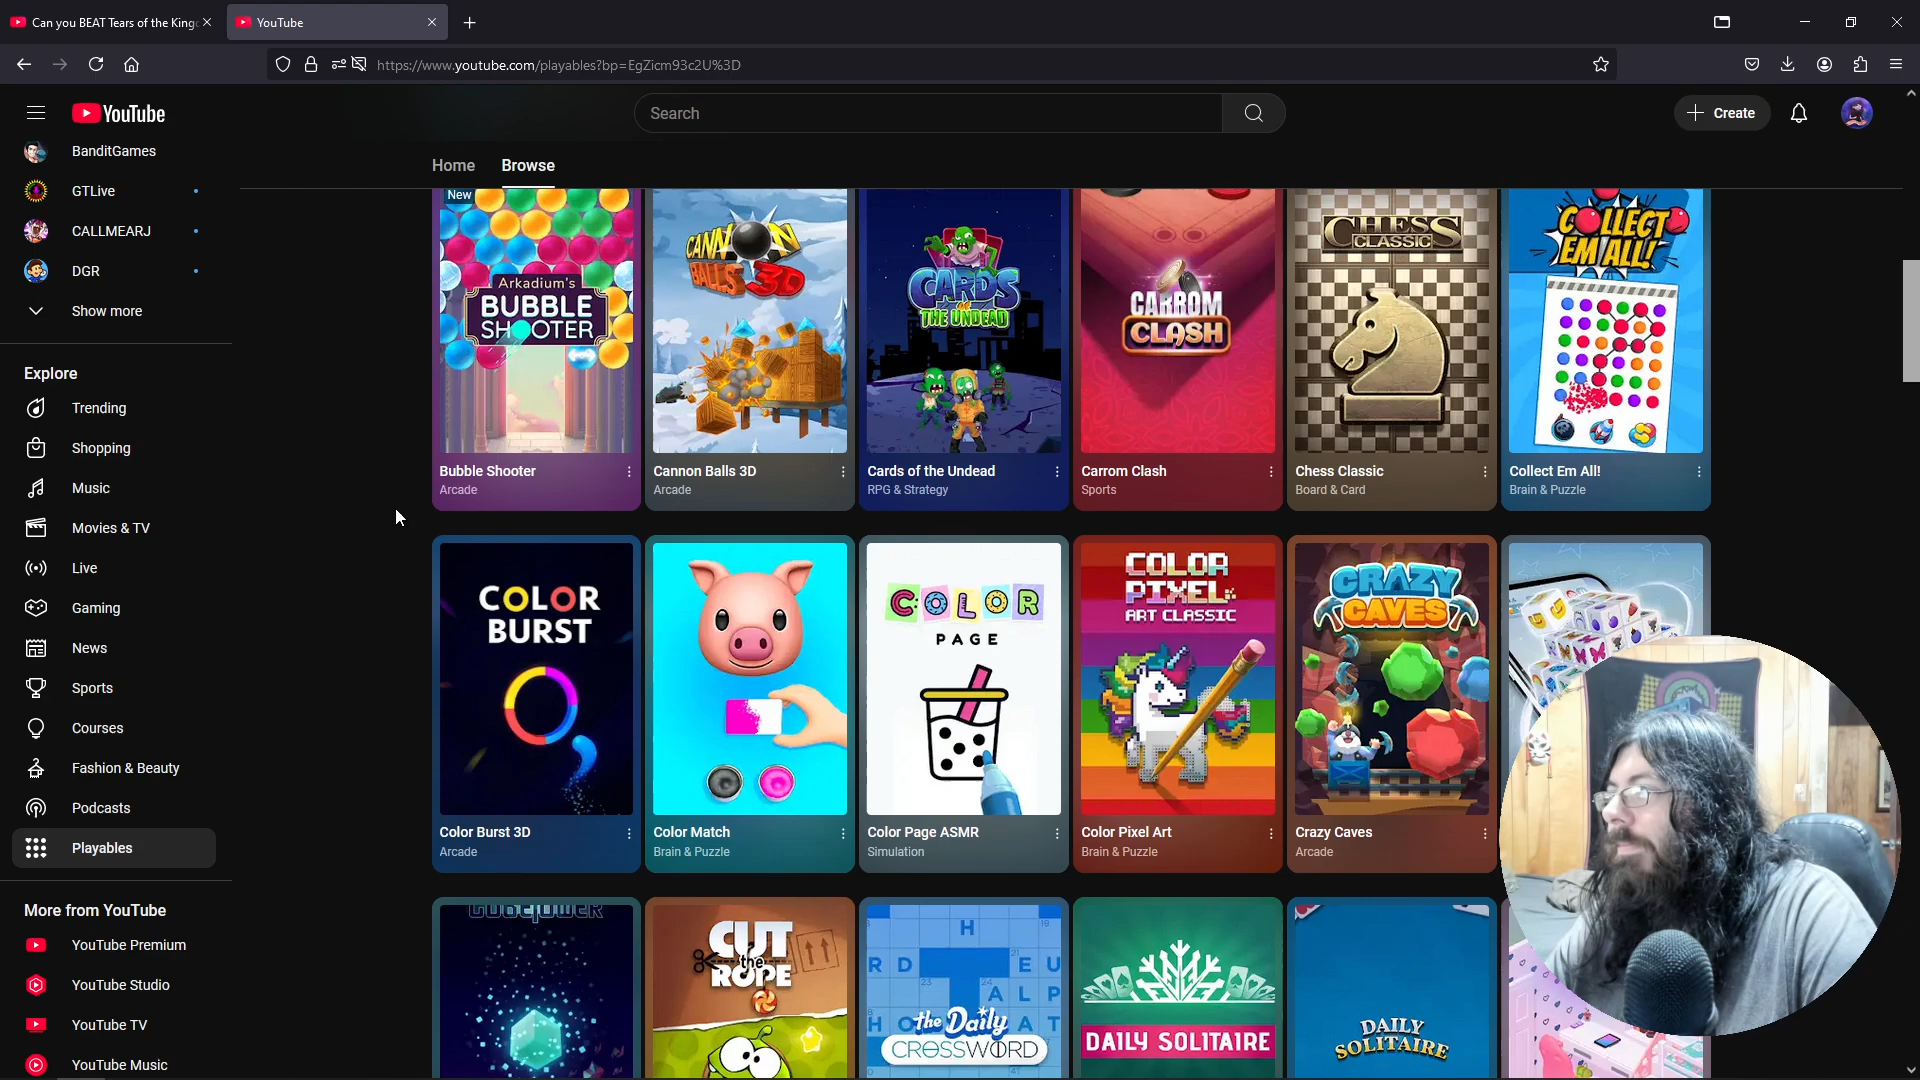 Can you BEAT Tears of the King
YouTube
https://www.youtube.com/playables?bp=EgZicm93c2U%3D
YouTube
Search
Create
BanditGames
GTLive
CALLMEARJ
DGR
Show more
Explore
Trending
Shopping
Music
Movies & TV
Live
Gaming
News
Sports
Courses
Fashion & Beauty
Podcasts
Playables
More from YouTube
YouTube Premium
YouTube Studio
YouTube TV
YouTube Music
Home
Browse
New
Arkadium's
BUBBLE
SHOOTER
Bubble Shooter
Arcade
CANNON
BALLS 3D
Cannon Balls 3D
Arcade
CARDS
OF
THE UNDEAD
Cards of the Undead
RPG & Strategy
CARROM
CLASH
Carrom Clash
Sports
CHESS
CLASSIC
Chess Classic
Board & Card
COLLECT
EM ALL!
Collect Em All!
Brain & Puzzle
COLOR
BURST
Color Burst 3D
Arcade
Color Match
Brain & Puzzle
COLOR
PAGE
Color Page ASMR
Simulation
COLOR
PIXEL
ART CLASSIC
Color Pixel Art
Brain & Puzzle
CRAZY
CAVES
Crazy Caves
Arcade
CUT
the
ROPE
H
R D
E U
A L P
H O
A T
the Daily
CROSSWORD
DAILY SOLITAIRE
DAILY
SOLITAIRE